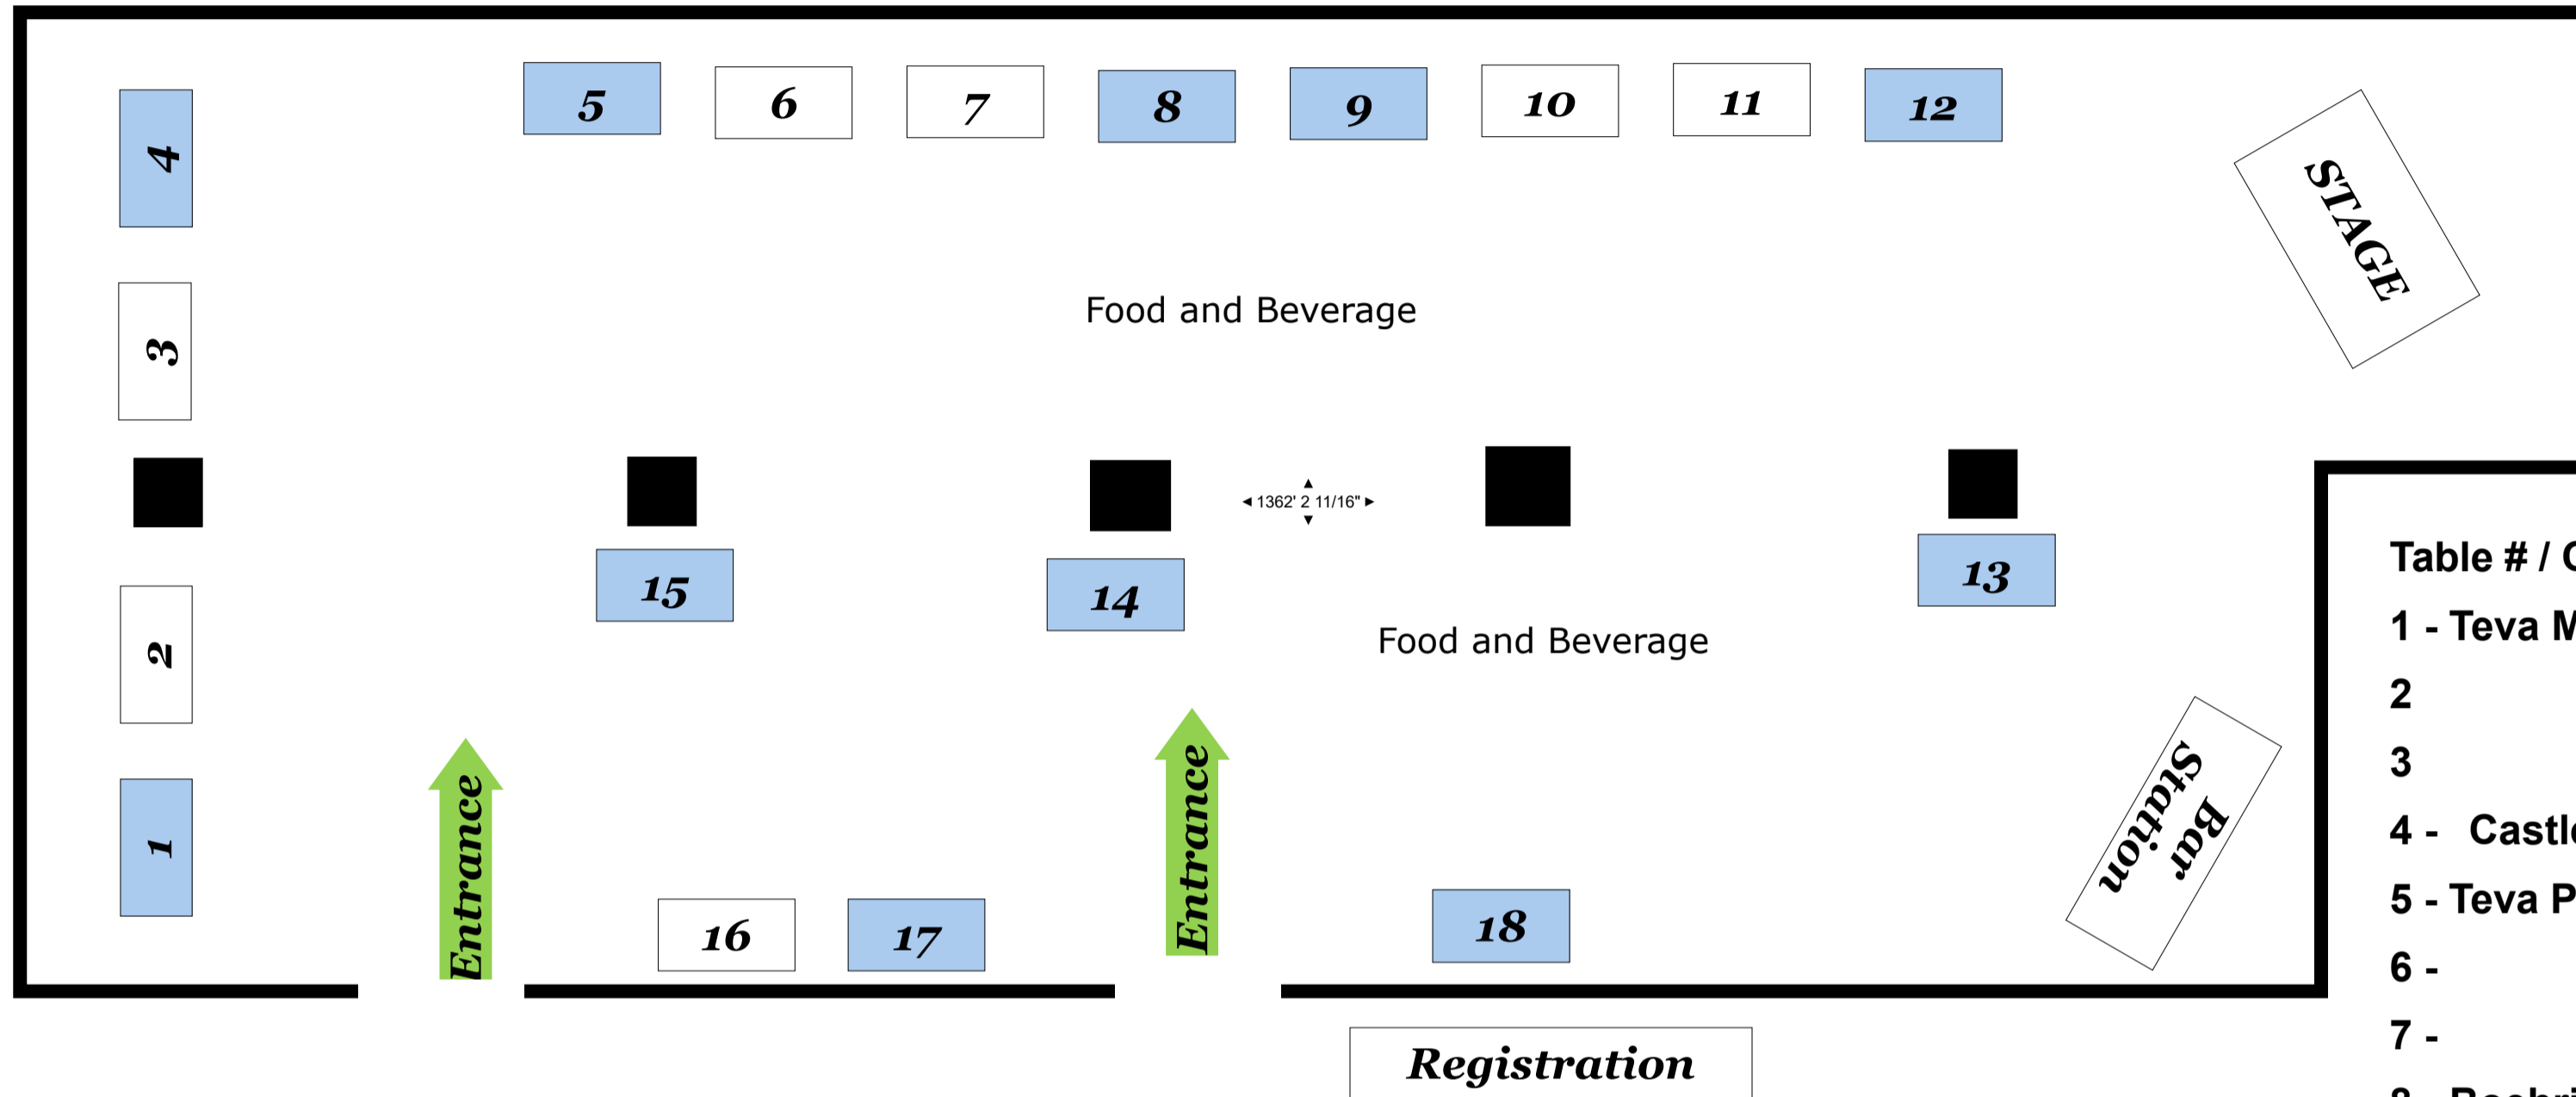 5 6 7 8 9 10 11 12
4
STAGE
Food and Beverage
3
1362' 2 11/16"
Table # /
15 14 13
1 - Teva
Food and Beverage
2
2
3
Entrance
Entrance
Bar
Station
1
4 -
5 - Teva
16 17 18
6 -
7 -
Registration
8 -